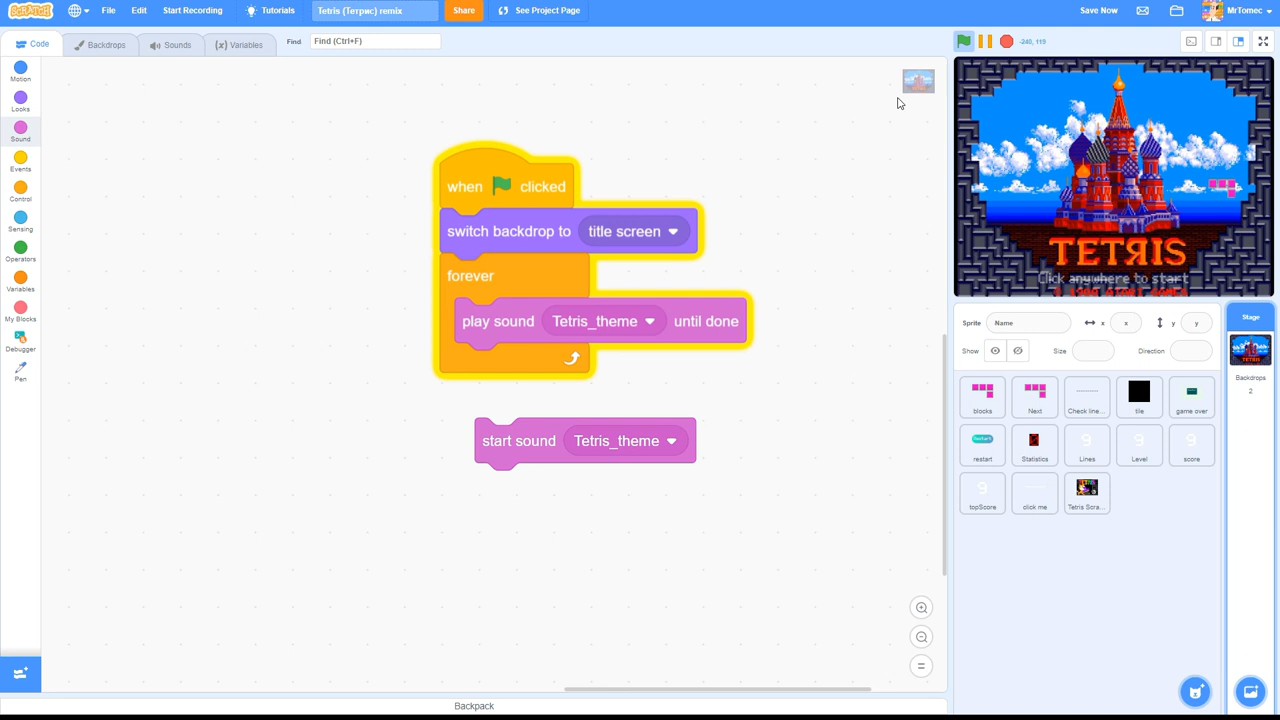 SCRATCH
File
Edit
Start Recording
Tutorials
Tetris (Тетрис) remix
Share
See Project Page
Save Now
MrTomec
Code
Backdrops
Sounds
Variables
Find
Find (Ctrl+F)
-240, 119
Motion
Looks
Sound
Events
Control
Sensing
Operators
Variables
My Blocks
Debugger
Pen
when clicked
switch backdrop to title screen
forever
play sound Tetris_theme until done
start sound Tetris_theme
TETRIS
Click anywhere to start
Sprite
Name
x
x
y
y
Show
Size
Direction
Stage
Backdrops
2
blocks
Next
Check line...
tile
game over
restart
Statistics
Lines
Level
score
topScore
click me
Tetris Scra...
Backpack